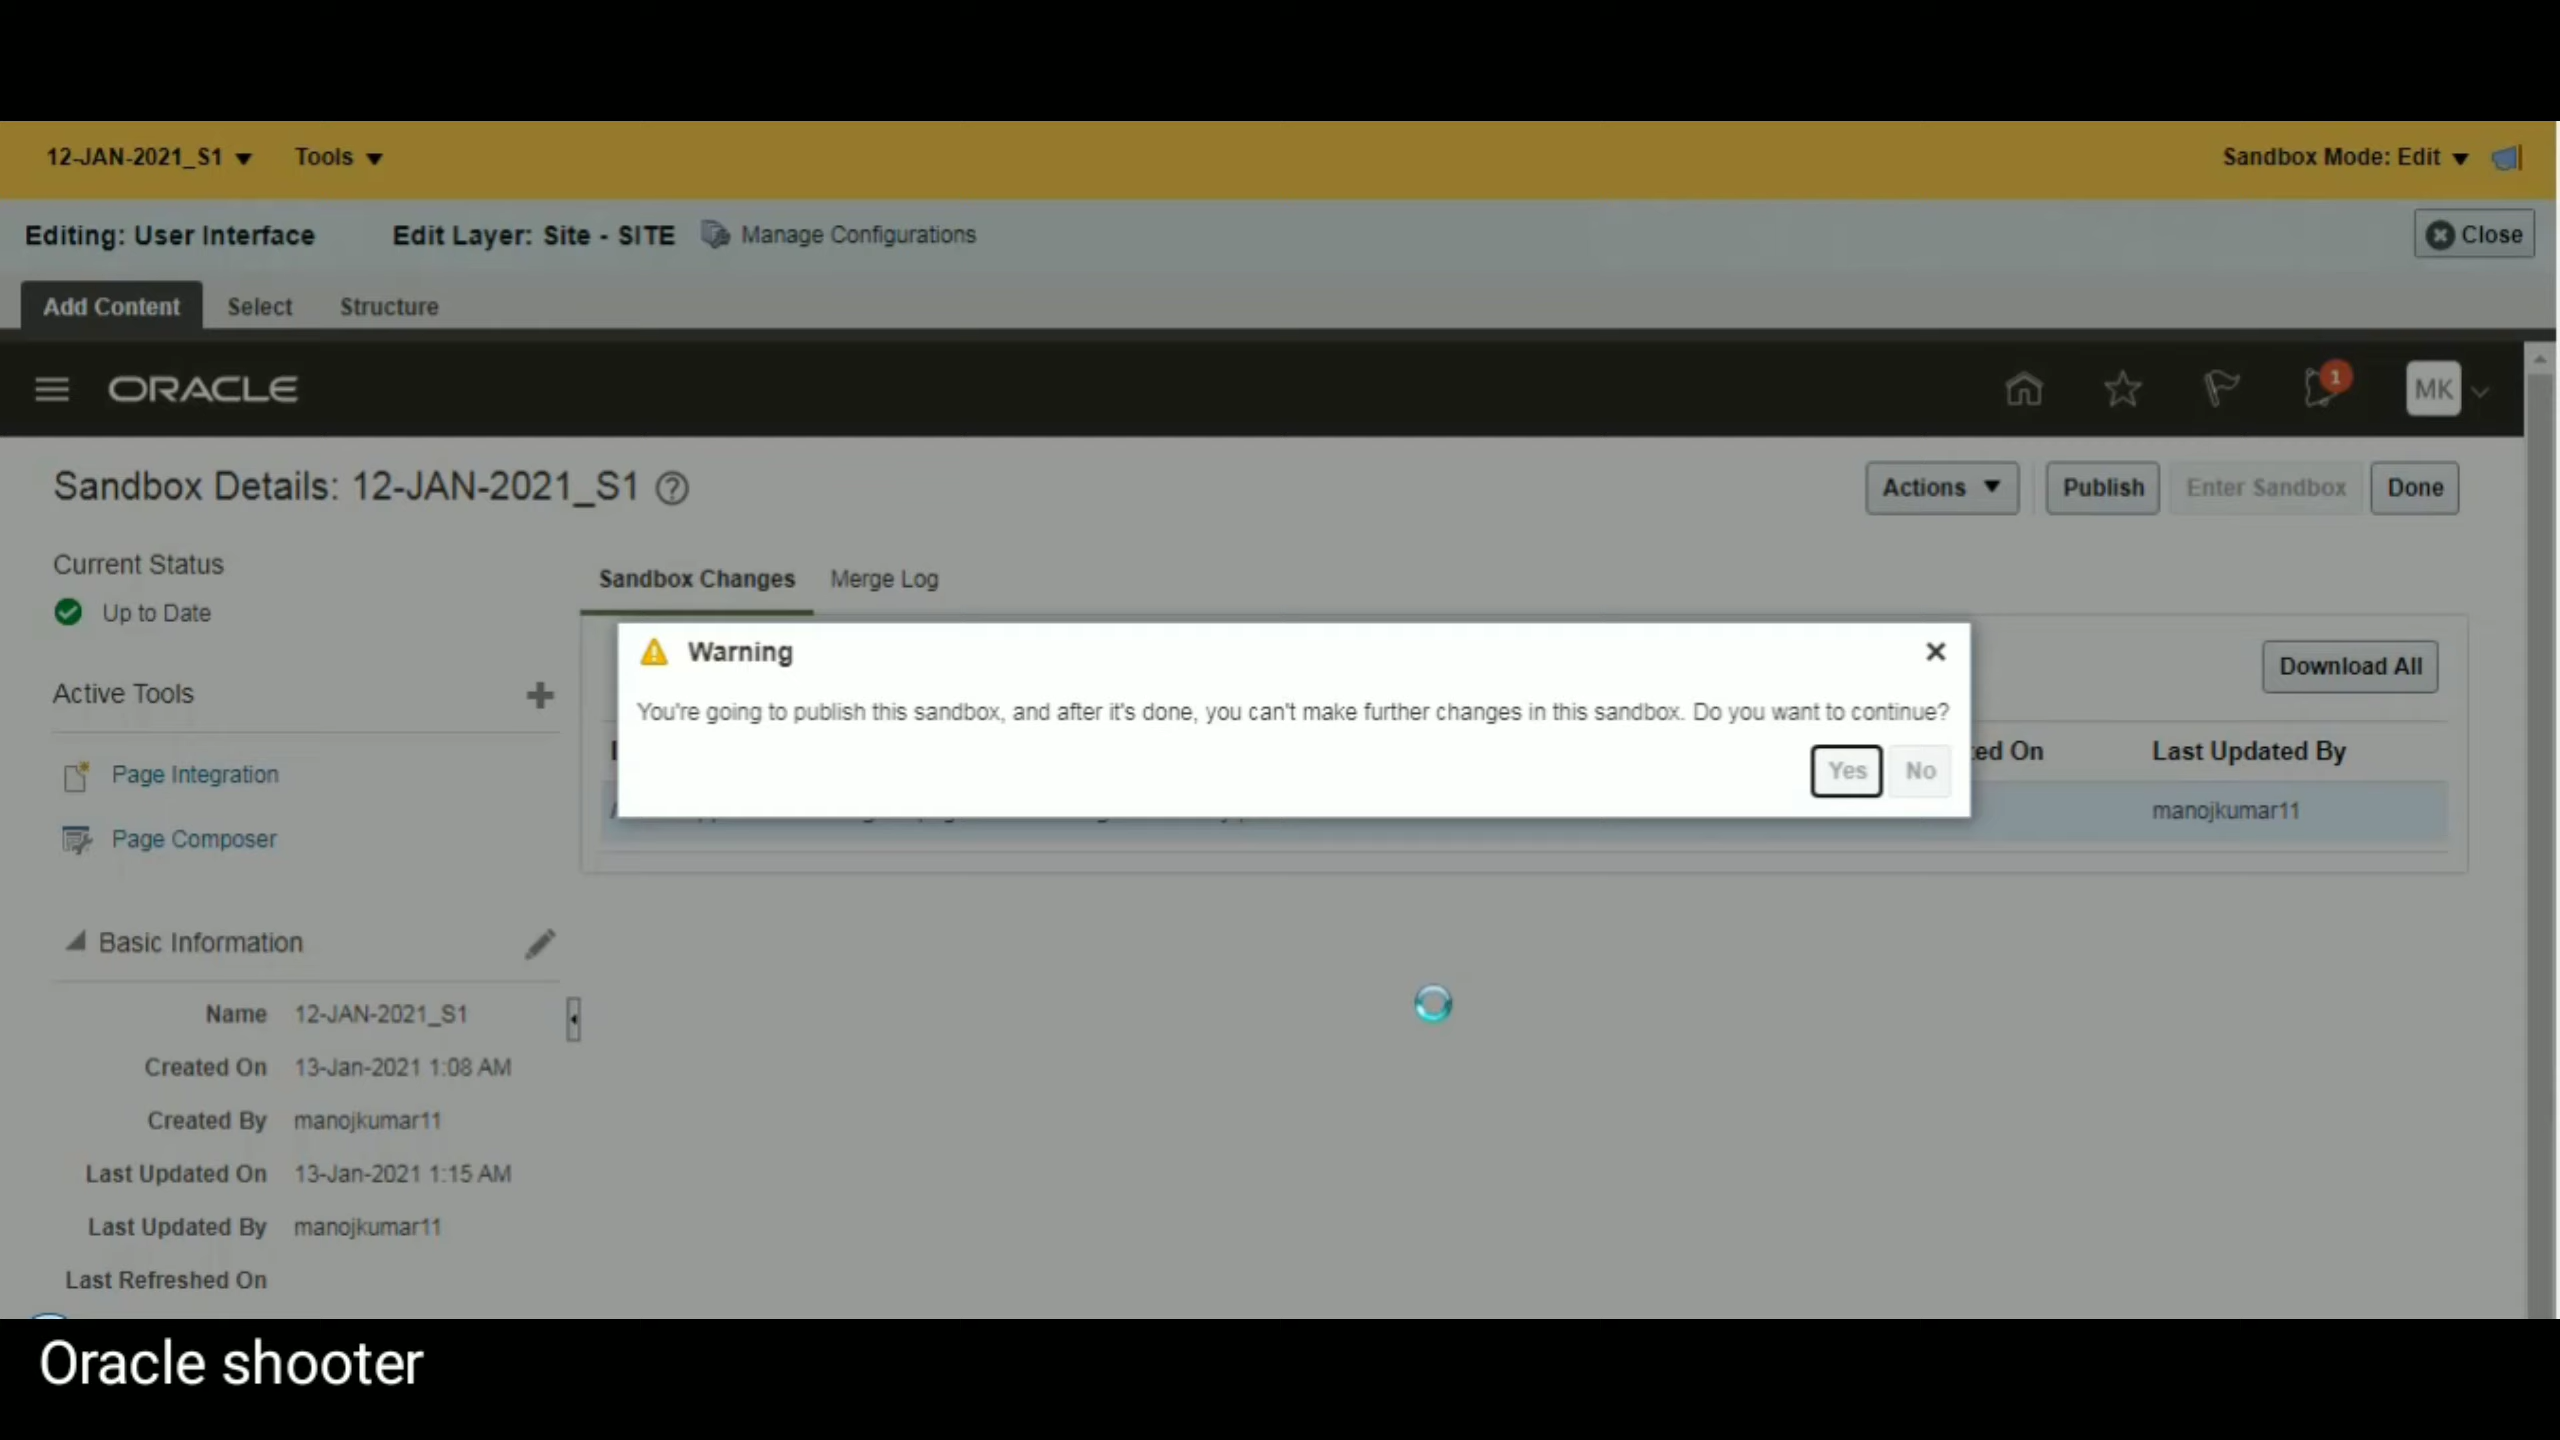 12-JAN-2021_S1 Tools Sandbox Mode: Edit
Editing: User Interface Edit Layer: Site - SITE Manage Configurations Close
Add Content Select Structure
ORACLE 1 MK
Sandbox Details: 12-JAN-2021_S1 ? Actions Publish Enter Sandbox Done
Current Status
Up to Date
Sandbox Changes Merge Log
Warning
Download All
Active Tools
You're going to publish this sandbox, and after it's done, you can't make further changes in this sandbox. Do you want to continue?
Yes No
On Last Updated By
manojkumar11
Page Integration
Page Composer
Basic Information
Name 12-JAN-2021_S1
Created On 13-Jan-2021 1:08 AM
Created By manojkumar11
Last Updated On 13-Jan-2021 1:15 AM
Last Updated By manojkumar11
Last Refreshed On
Oracle shooter